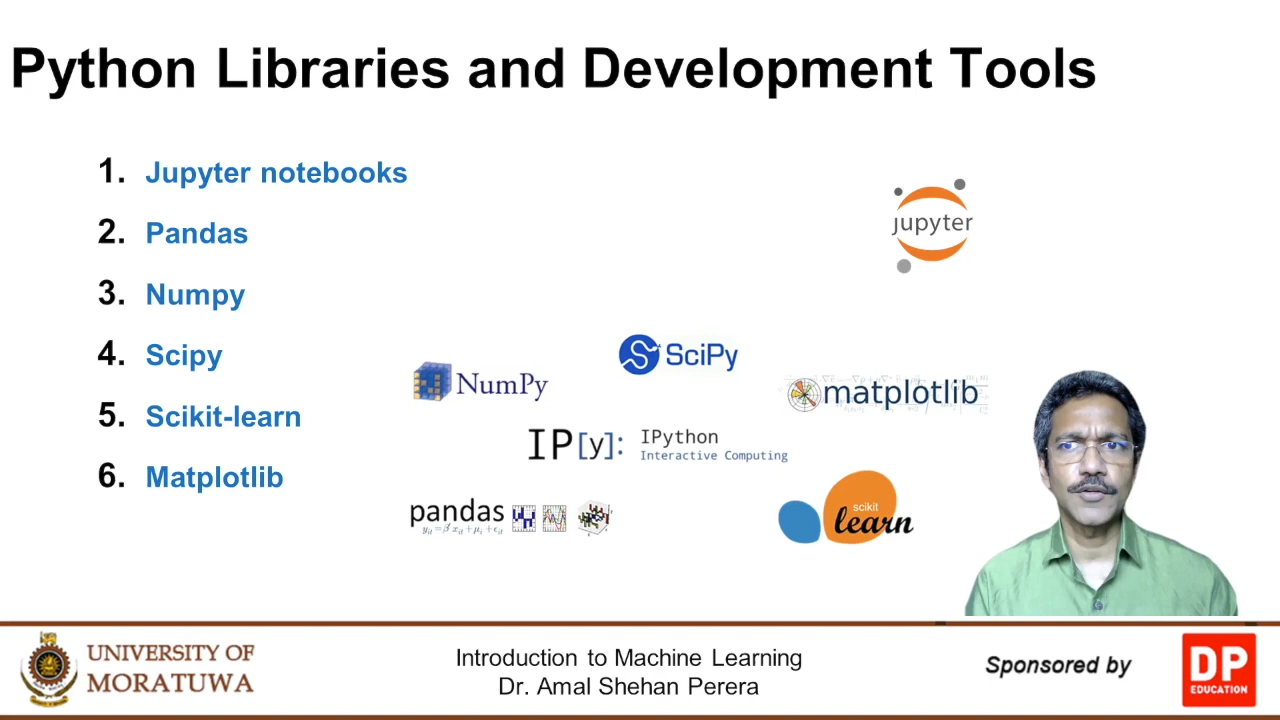 Python Libraries and Development Tools
1. Jupyter notebooks
2. Pandas
3. Numpy
4. Scipy
5. Scikit-learn
6. Matplotlib
jupyter
SciPy
NumPy
matplotlib
IP[y]: IPython
Interactive Computing
pandas
scikit
learn
UNIVERSITY OF
MORATUWA
Introduction to Machine Learning
Dr. Amal Shehan Perera
Sponsored by
DP
EDUCATION